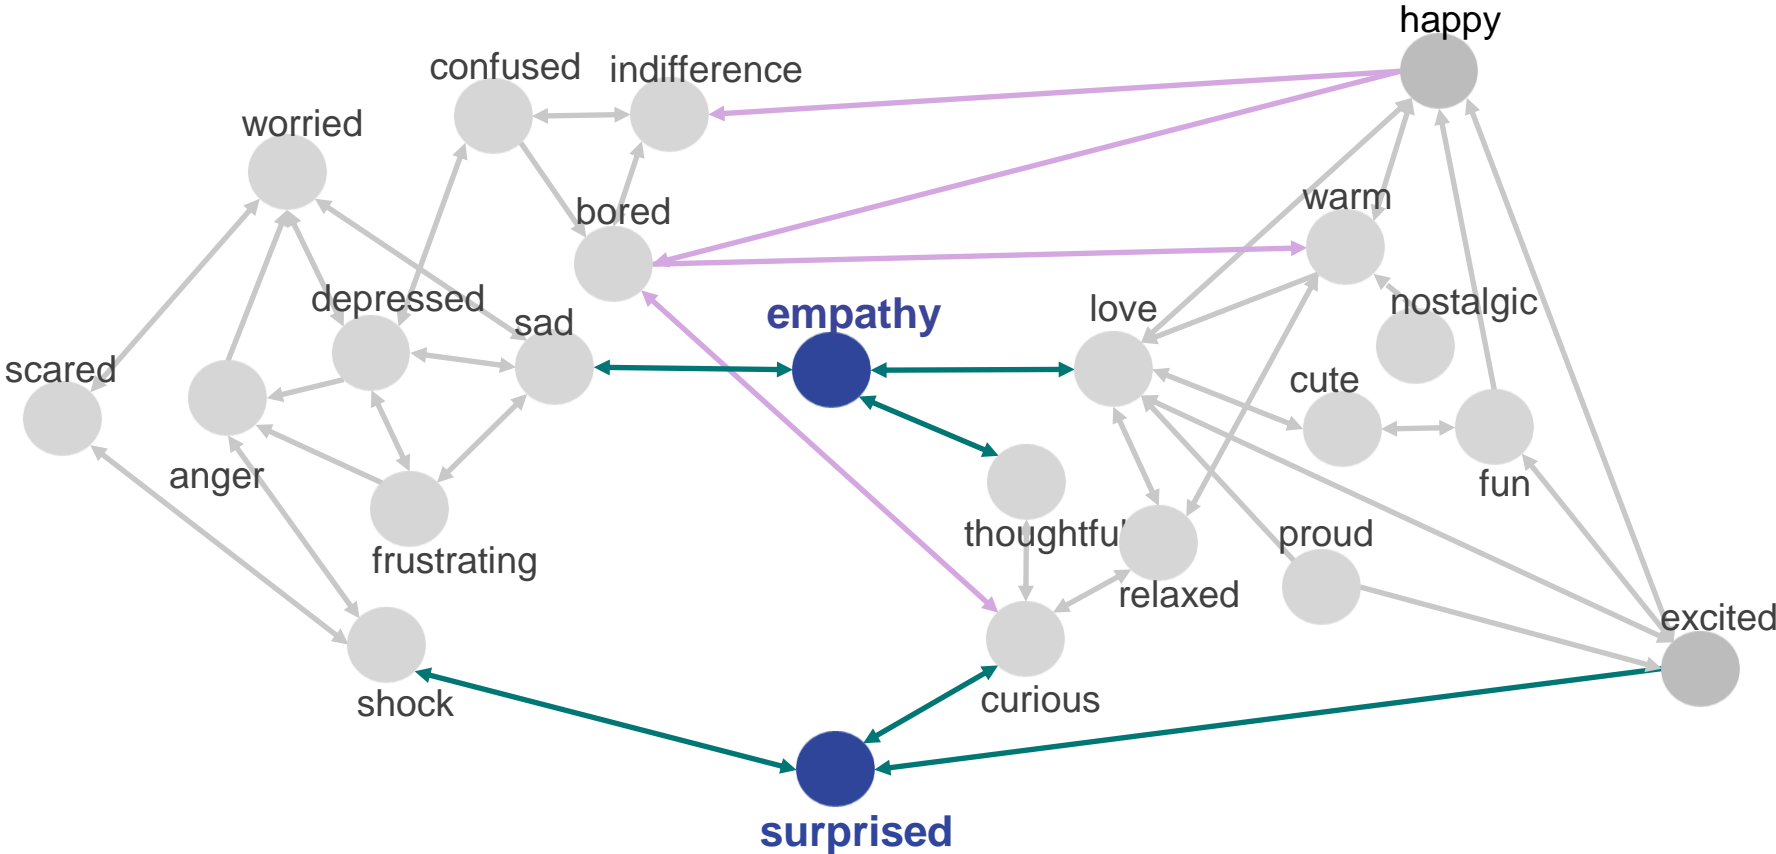 happy
confused
indifference
worried
warm
bored
depressed
nostalgic
empathy
love
sad
scared
cute
anger
fun
thoughtful
proud
frustrating
relaxed
excited
shock
curious
surprised